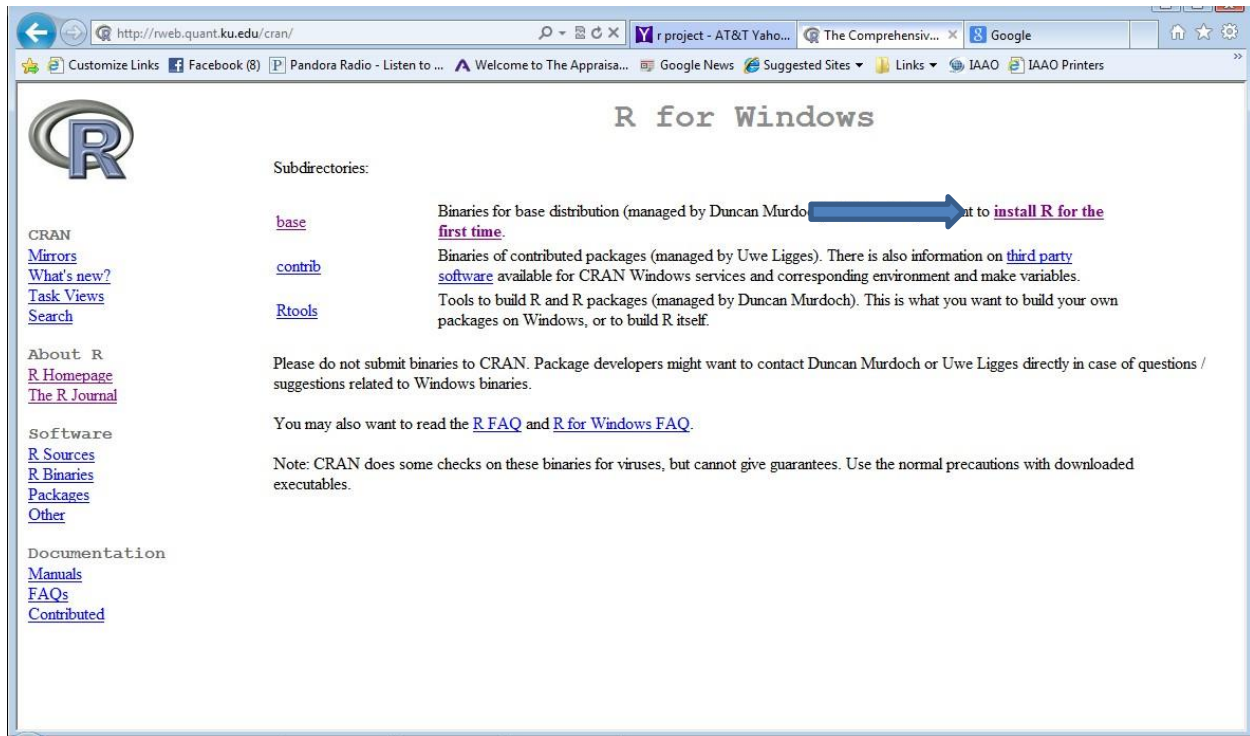 http://rweb.quant.ku.edu/cran/
r project - AT&T Yaho...
The Comprehensiv...
Google
Customize Links
Facebook (8)
Pandora Radio - Listen to ...
Welcome to The Appraisa...
Google News
Suggested Sites
Links
IAAO
IAAO Printers
R
R for Windows
Subdirectories:
base
Binaries for base distribution (managed by Duncan Murdo to install R for the
first time.
contrib
Binaries of contributed packages (managed by Uwe Ligges). There is also information on third party
software available for CRAN Windows services and corresponding environment and make variables.
Rtools
Tools to build R and R packages (managed by Duncan Murdoch). This is what you want to build your own
packages on Windows, or to build R itself.
Please do not submit binaries to CRAN. Package developers might want to contact Duncan Murdoch or Uwe Ligges directly in case of questions /
suggestions related to Windows binaries.
You may also want to read the R FAQ and R for Windows FAQ.
Note: CRAN does some checks on these binaries for viruses, but cannot give guarantees. Use the normal precautions with downloaded
executables.
CRAN
Mirrors
What's new?
Task Views
Search
About R
R Homepage
The R Journal
Software
R Sources
R Binaries
Packages
Other
Documentation
Manuals
FAQs
Contributed